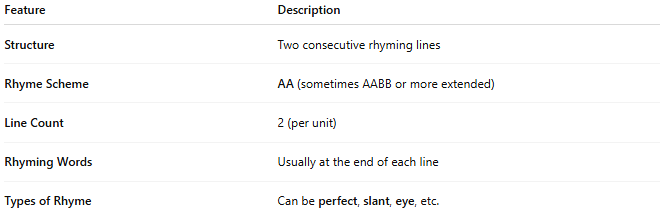 Feature Description
Structure Two consecutive rhyming lines
Rhyme Scheme AA (sometimes AABB or more extended)
Line Count 2 (per unit)
Rhyming Words Usually at the end of each line
Types of Rhyme Can be perfect, slant, eye, etc.